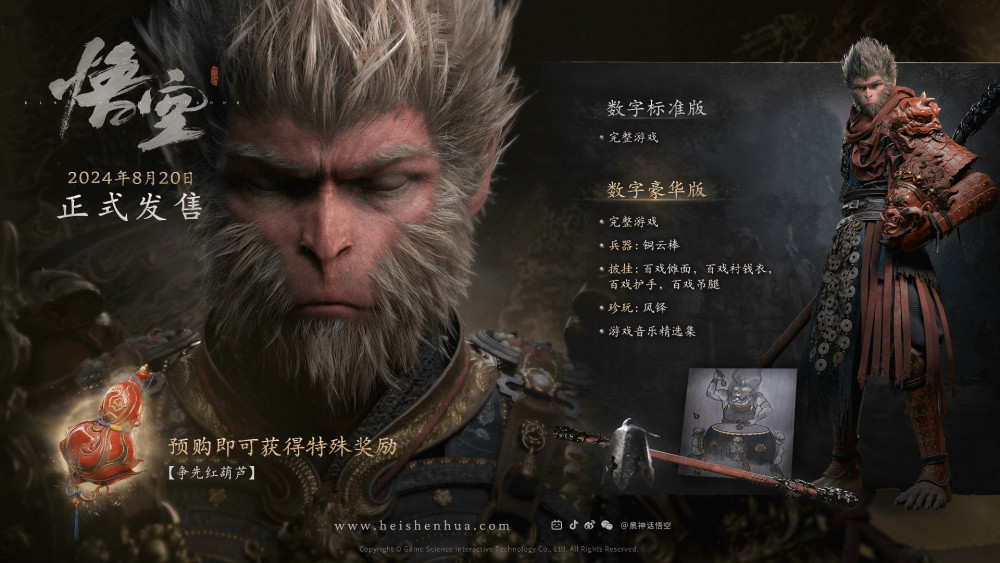 悟空
2024年8月20日
正式发售
预购即可获得特殊奖励
【争先红葫芦】
数字标准版
• 完整游戏
数字豪华版
• 完整游戏
• 兵器：铜云棒
• 披挂：百戏傩面，百戏衬钱衣，
百戏护手，百戏吊腿
• 珍玩：风铎
• 游戏音乐精选集
www.heishenhua.com
@黑神话悟空
Copyright © Game Science Interactive Technology Co., Ltd. All Rights Reserved.